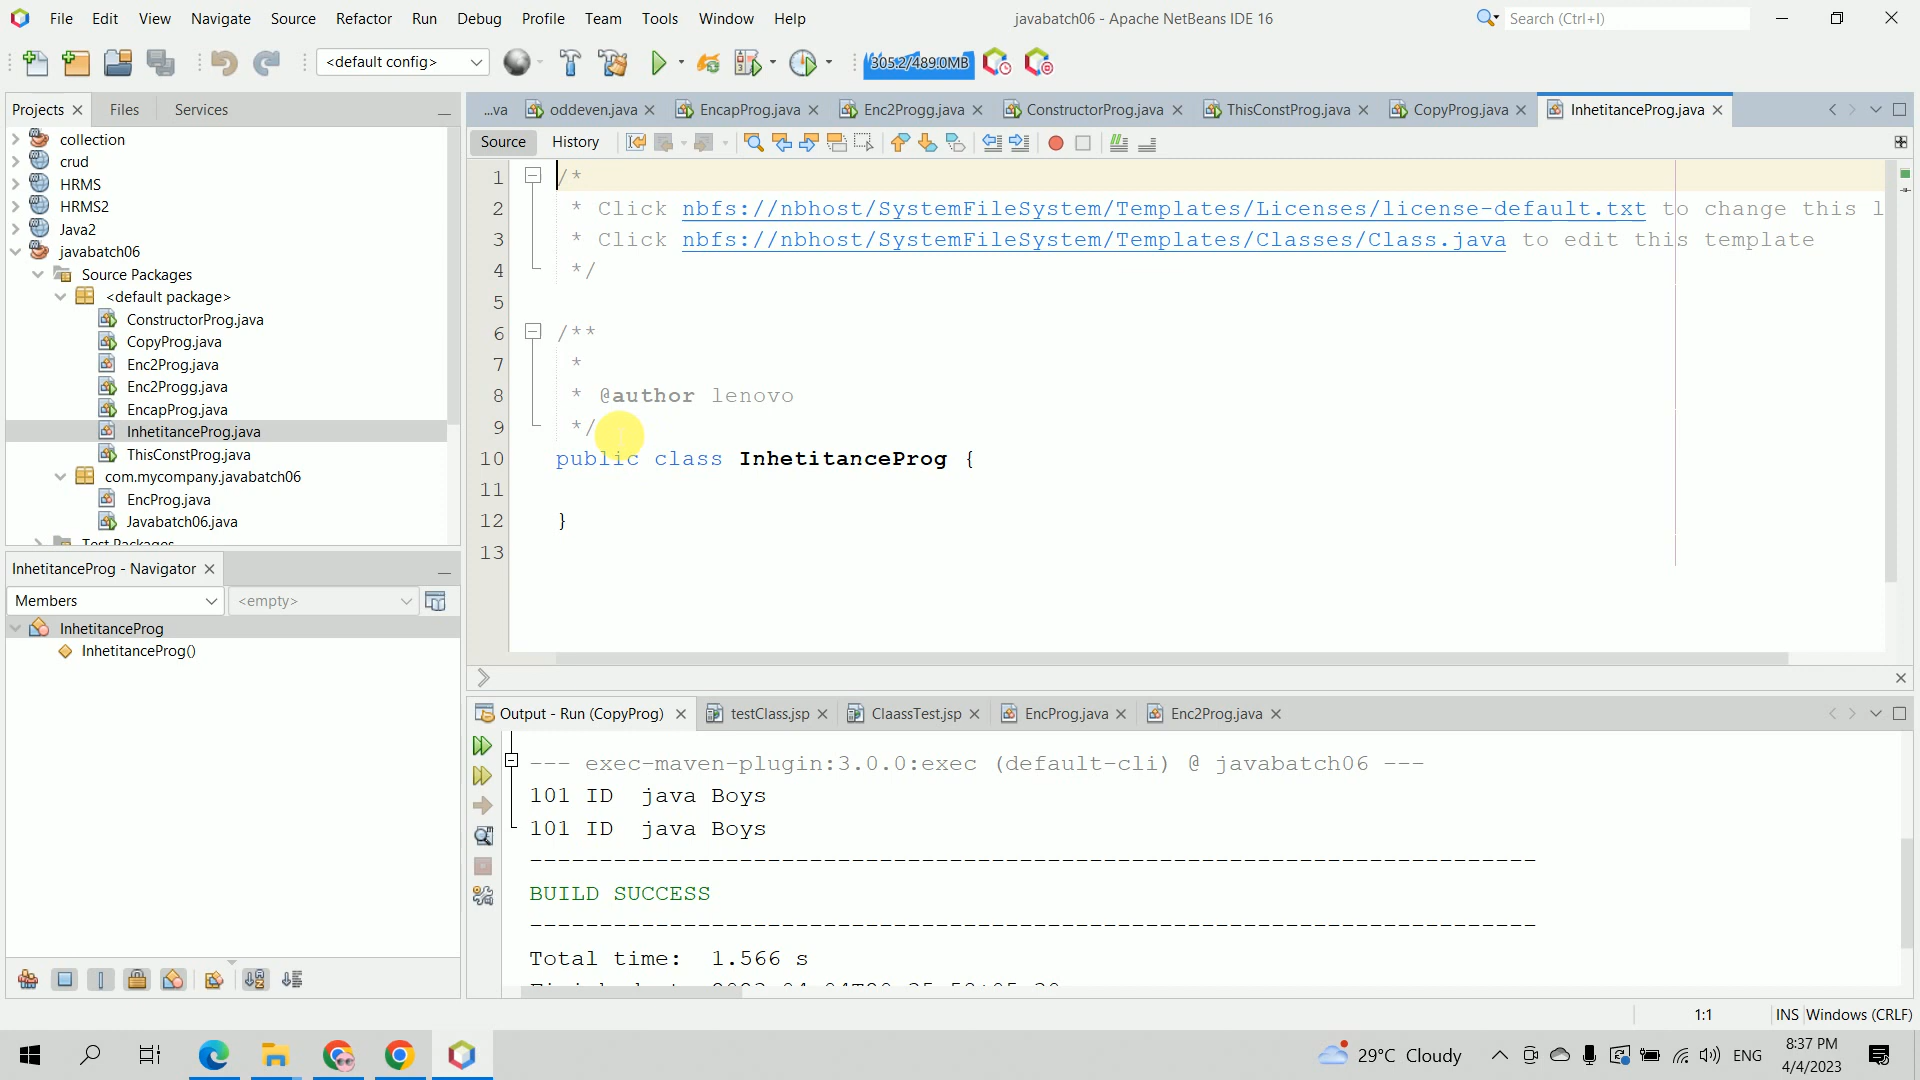 File Edit View Navigate Source Refactor Run Debug Profile Team Tools Window Help
javabatch06 - Apache NetBeans IDE 16
Search (Ctrl+I)
<default config>
305.2/489.0MB
Projects Files Services
...va oddeven.java EncapProg.java Enc2Progg.java ConstructorProg.java ThisConstProg.java CopyProg.java InhetitanceProg.java
Source History
collection
crud
HRMS
HRMS2
Java2
javabatch06
Source Packages
<default package>
ConstructorProg.java
CopyProg.java
Enc2Prog.java
Enc2Progg.java
EncapProg.java
InhetitanceProg.java
ThisConstProg.java
com.mycompany.javabatch06
EncProg.java
Javabatch06.java
Test Packages
1 /*
2 * Click nbfs://nbhost/SystemFileSystem/Templates/Licenses/license-default.txt to change this l
3 * Click nbfs://nbhost/SystemFileSystem/Templates/Classes/Class.java to edit this template
4 */
5
6 /**
7 *
8 * @author lenovo
9 */
10 public class InhetitanceProg {
11
12 }
13
InhetitanceProg - Navigator
Members <empty>
InhetitanceProg
InhetitanceProg()
Output - Run (CopyProg) testClass.jsp ClaassTest.jsp EncProg.java Enc2Prog.java
--- exec-maven-plugin:3.0.0:exec (default-cli) @ javabatch06 ---
101 ID  java Boys
101 ID  java Boys
------------------------------------------------------------------------
BUILD SUCCESS
------------------------------------------------------------------------
Total time:  1.566 s
1:1 INS Windows (CRLF)
29°C Cloudy
ENG
8:37 PM
4/4/2023